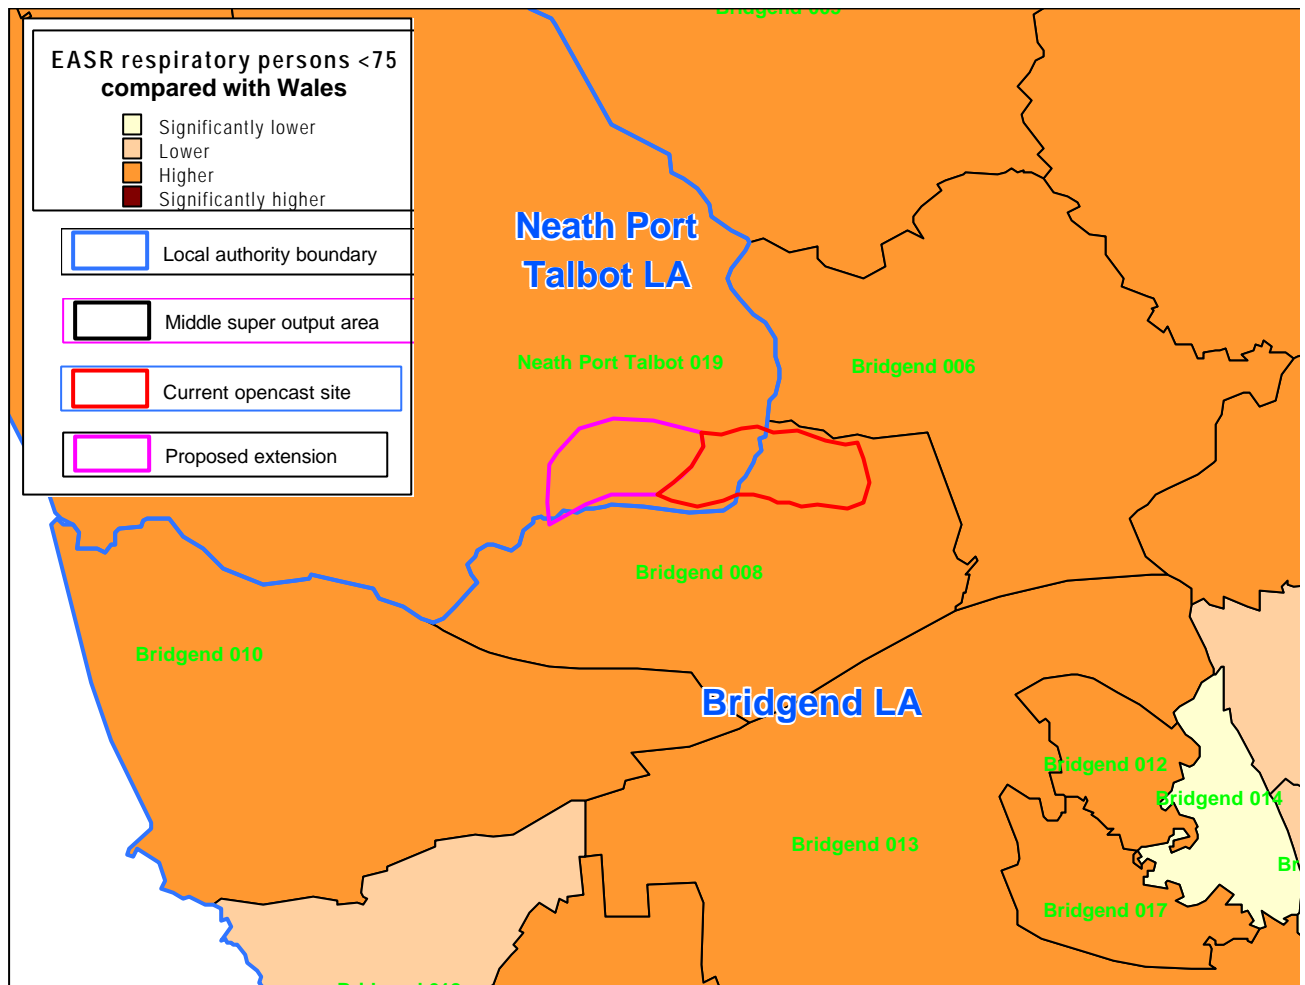 EASR respiratory persons <75
compared with Wales
Significantly lower
Lower
Higher
Significantly higher
Local authority boundary
Middle super output area
Current opencast site
Proposed extension
Neath Port
Talbot LA
Neath Port Talbot 019
Bridgend 006
Bridgend 008
Bridgend 010
Bridgend LA
Bridgend 012
Bridgend 014
Bridgend 013
Bridgend 017